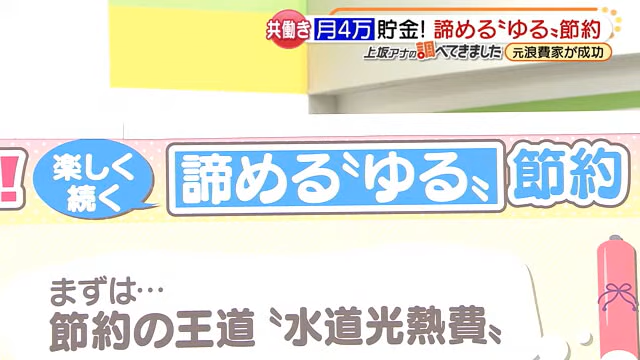 共働き 月4万 貯金! 諦める〝ゆる〟節約
上坂アナの調べてきました 元浪費家が成功
!
楽しく
続く
諦める〝ゆる〟節約
まずは…
節約の王道〝水道光熱費〟